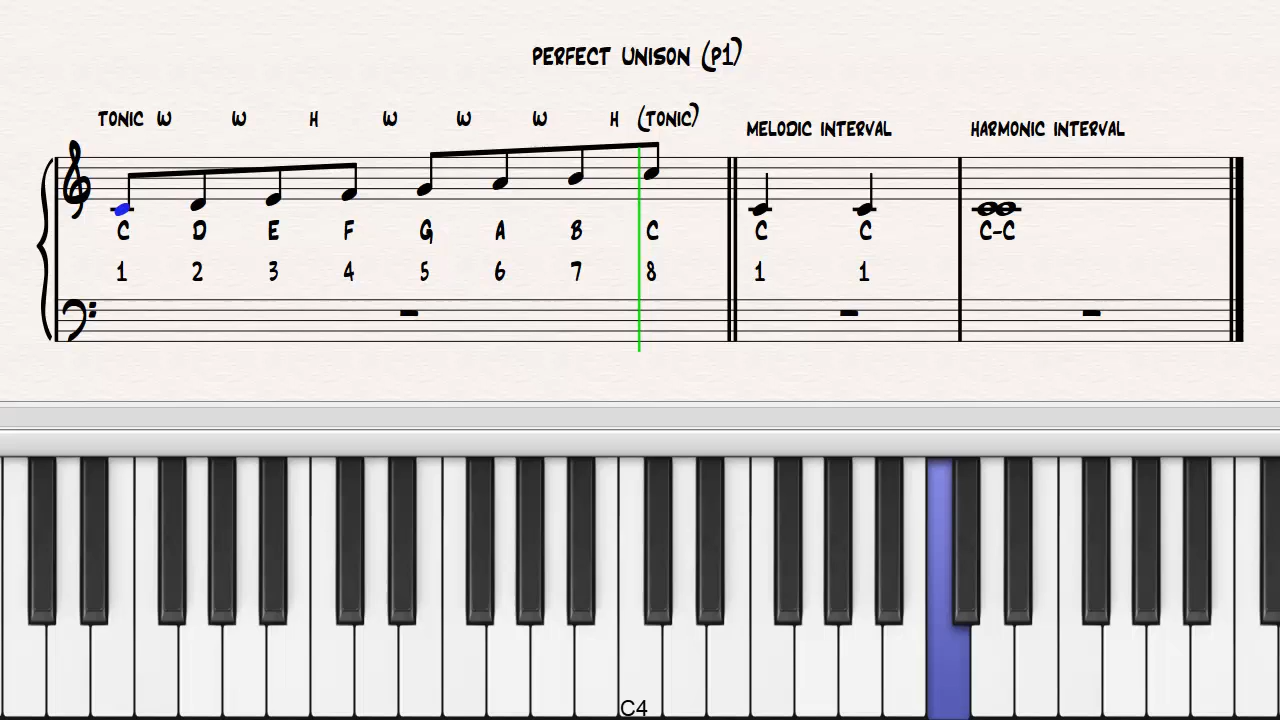 PERFECT UNISON (P1)
TONIC W W H W W W H (TONIC)
MELODIC INTERVAL
HARMONIC INTERVAL
C D E F G A B C
C C
C-C
1 2 3 4 5 6 7 8
1 1
C4